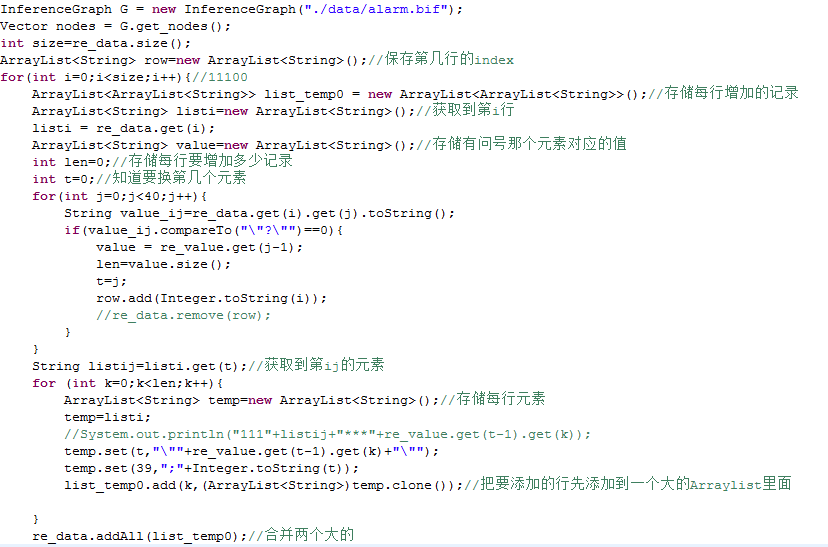 InferenceGraph G = new InferenceGraph("./data/alarm.bif");
Vector nodes = G.get_nodes();
int size=re_data.size();
ArrayList<String> row=new ArrayList<String>();//保存第几行的index
for(int i=0;i<size;i++){//11100
    ArrayList<ArrayList<String>> list_temp0 = new ArrayList<ArrayList<String>>();//存储每行增加的记录
    ArrayList<String> listi=new ArrayList<String>();//获取到第i行
    listi = re_data.get(i);
    ArrayList<String> value=new ArrayList<String>();//存储有问号那个元素对应的值
    int len=0;//存储每行要增加多少记录
    int t=0;//知道要换第几个元素
    for(int j=0;j<40;j++){
        String value_ij=re_data.get(i).get(j).toString();
        if(value_ij.compareTo("\"?\"")==0){
            value = re_value.get(j-1);
            len=value.size();
            t=j;
            row.add(Integer.toString(i));
            //re_data.remove(row);
        }
    }
    String listij=listi.get(t);//获取到第ij的元素
    for (int k=0;k<len;k++){
        ArrayList<String> temp=new ArrayList<String>();//存储每行元素
        temp=listi;
        //System.out.println("111"+listij+"***"+re_value.get(t-1).get(k));
        temp.set(t,"\""+re_value.get(t-1).get(k)+"\"");
        temp.set(39,";"+Integer.toString(t));
        list_temp0.add(k,(ArrayList<String>)temp.clone());//把要添加的行先添加到一个大的Arraylist里面
    }
    re_data.addAll(list_temp0);//合并两个大的